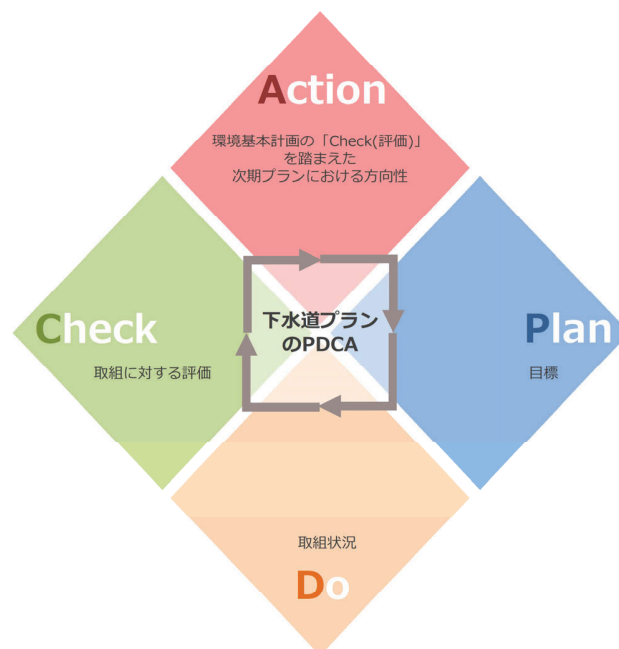 Action
環境基本計画の「Check(評価)」
を踏まえた
次期プランにおける方向性
Check
取組に対する評価
下水道プラン
のPDCA
Plan
目標
取組状況
Do